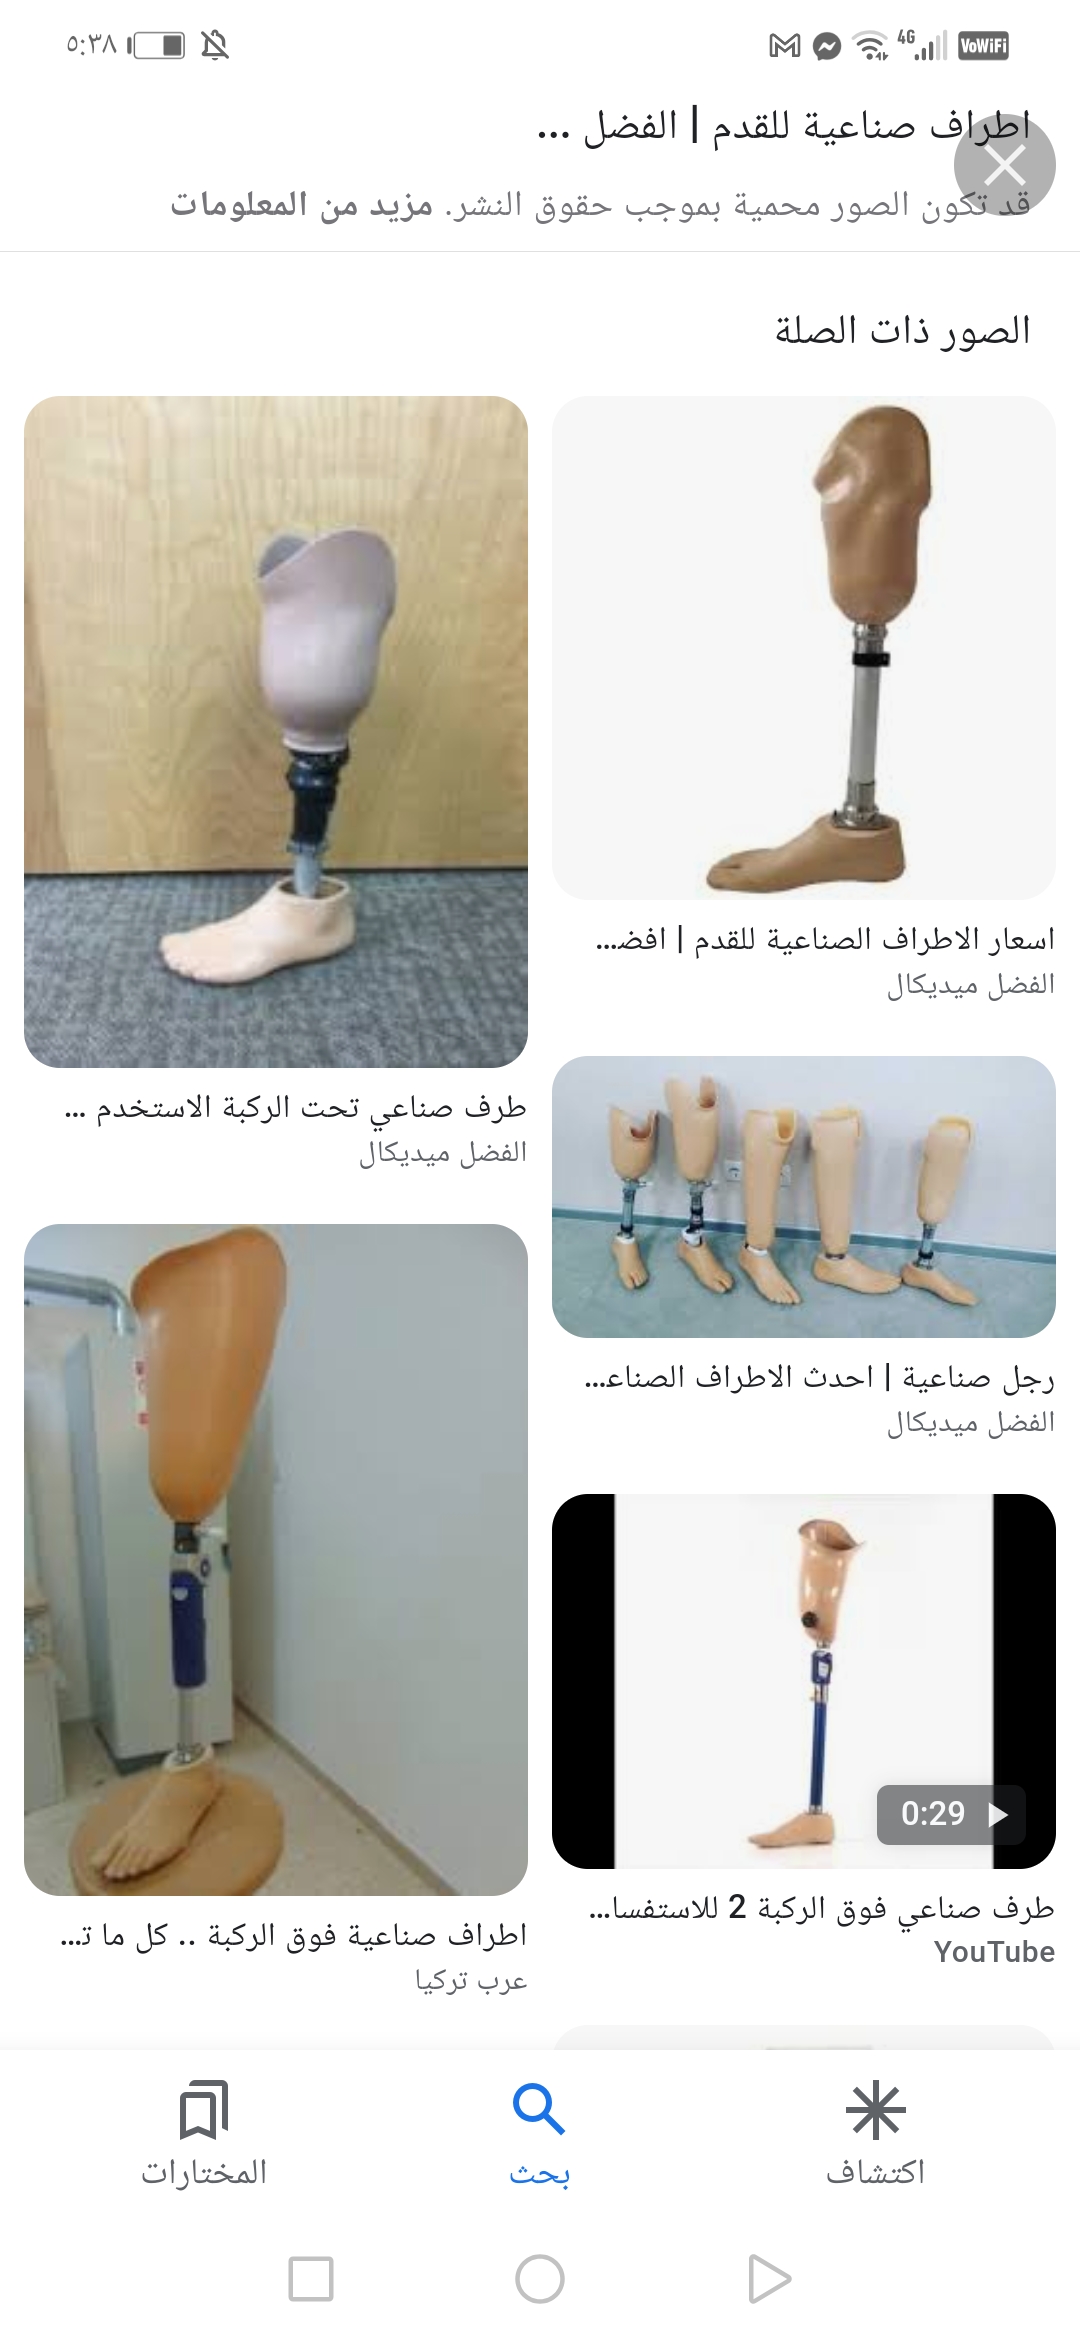 ٥:٣٨
4G
VoWiFi
اطراف صناعية للقدم | الفضل ...
قد تكون الصور محمية بموجب حقوق النشر. مزيد من المعلومات
الصور ذات الصلة
اسعار الاطراف الصناعية للقدم | افضـ...
الفضل ميديكال
طرف صناعي تحت الركبة الاستخدم ...
الفضل ميديكال
رجل صناعية | احدث الاطراف الصناعـ...
الفضل ميديكال
0:29
طرف صناعي فوق الركبة 2 للاستفسا...
YouTube
اطراف صناعية فوق الركبة .. كل ما تـ...
عرب تركيا
اكتشاف
بحث
المختارات